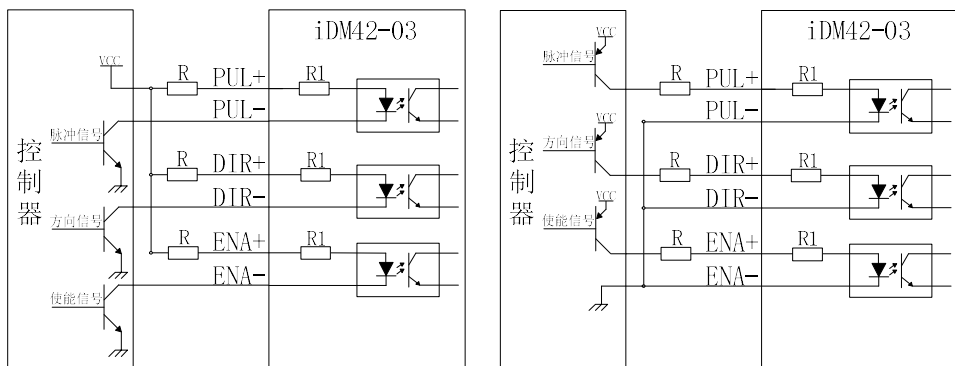 iDM42-03
VCC
R
PUL+
R1
PUL-
脉冲信号
控制器
R
DIR+
R1
DIR-
方向信号
R
ENA+
R1
ENA-
使能信号
iDM42-03
VCC
脉冲信号
R
PUL+
R1
PUL-
VCC
方向信号
控制器
R
DIR+
R1
DIR-
VCC
使能信号
R
ENA+
R1
ENA-